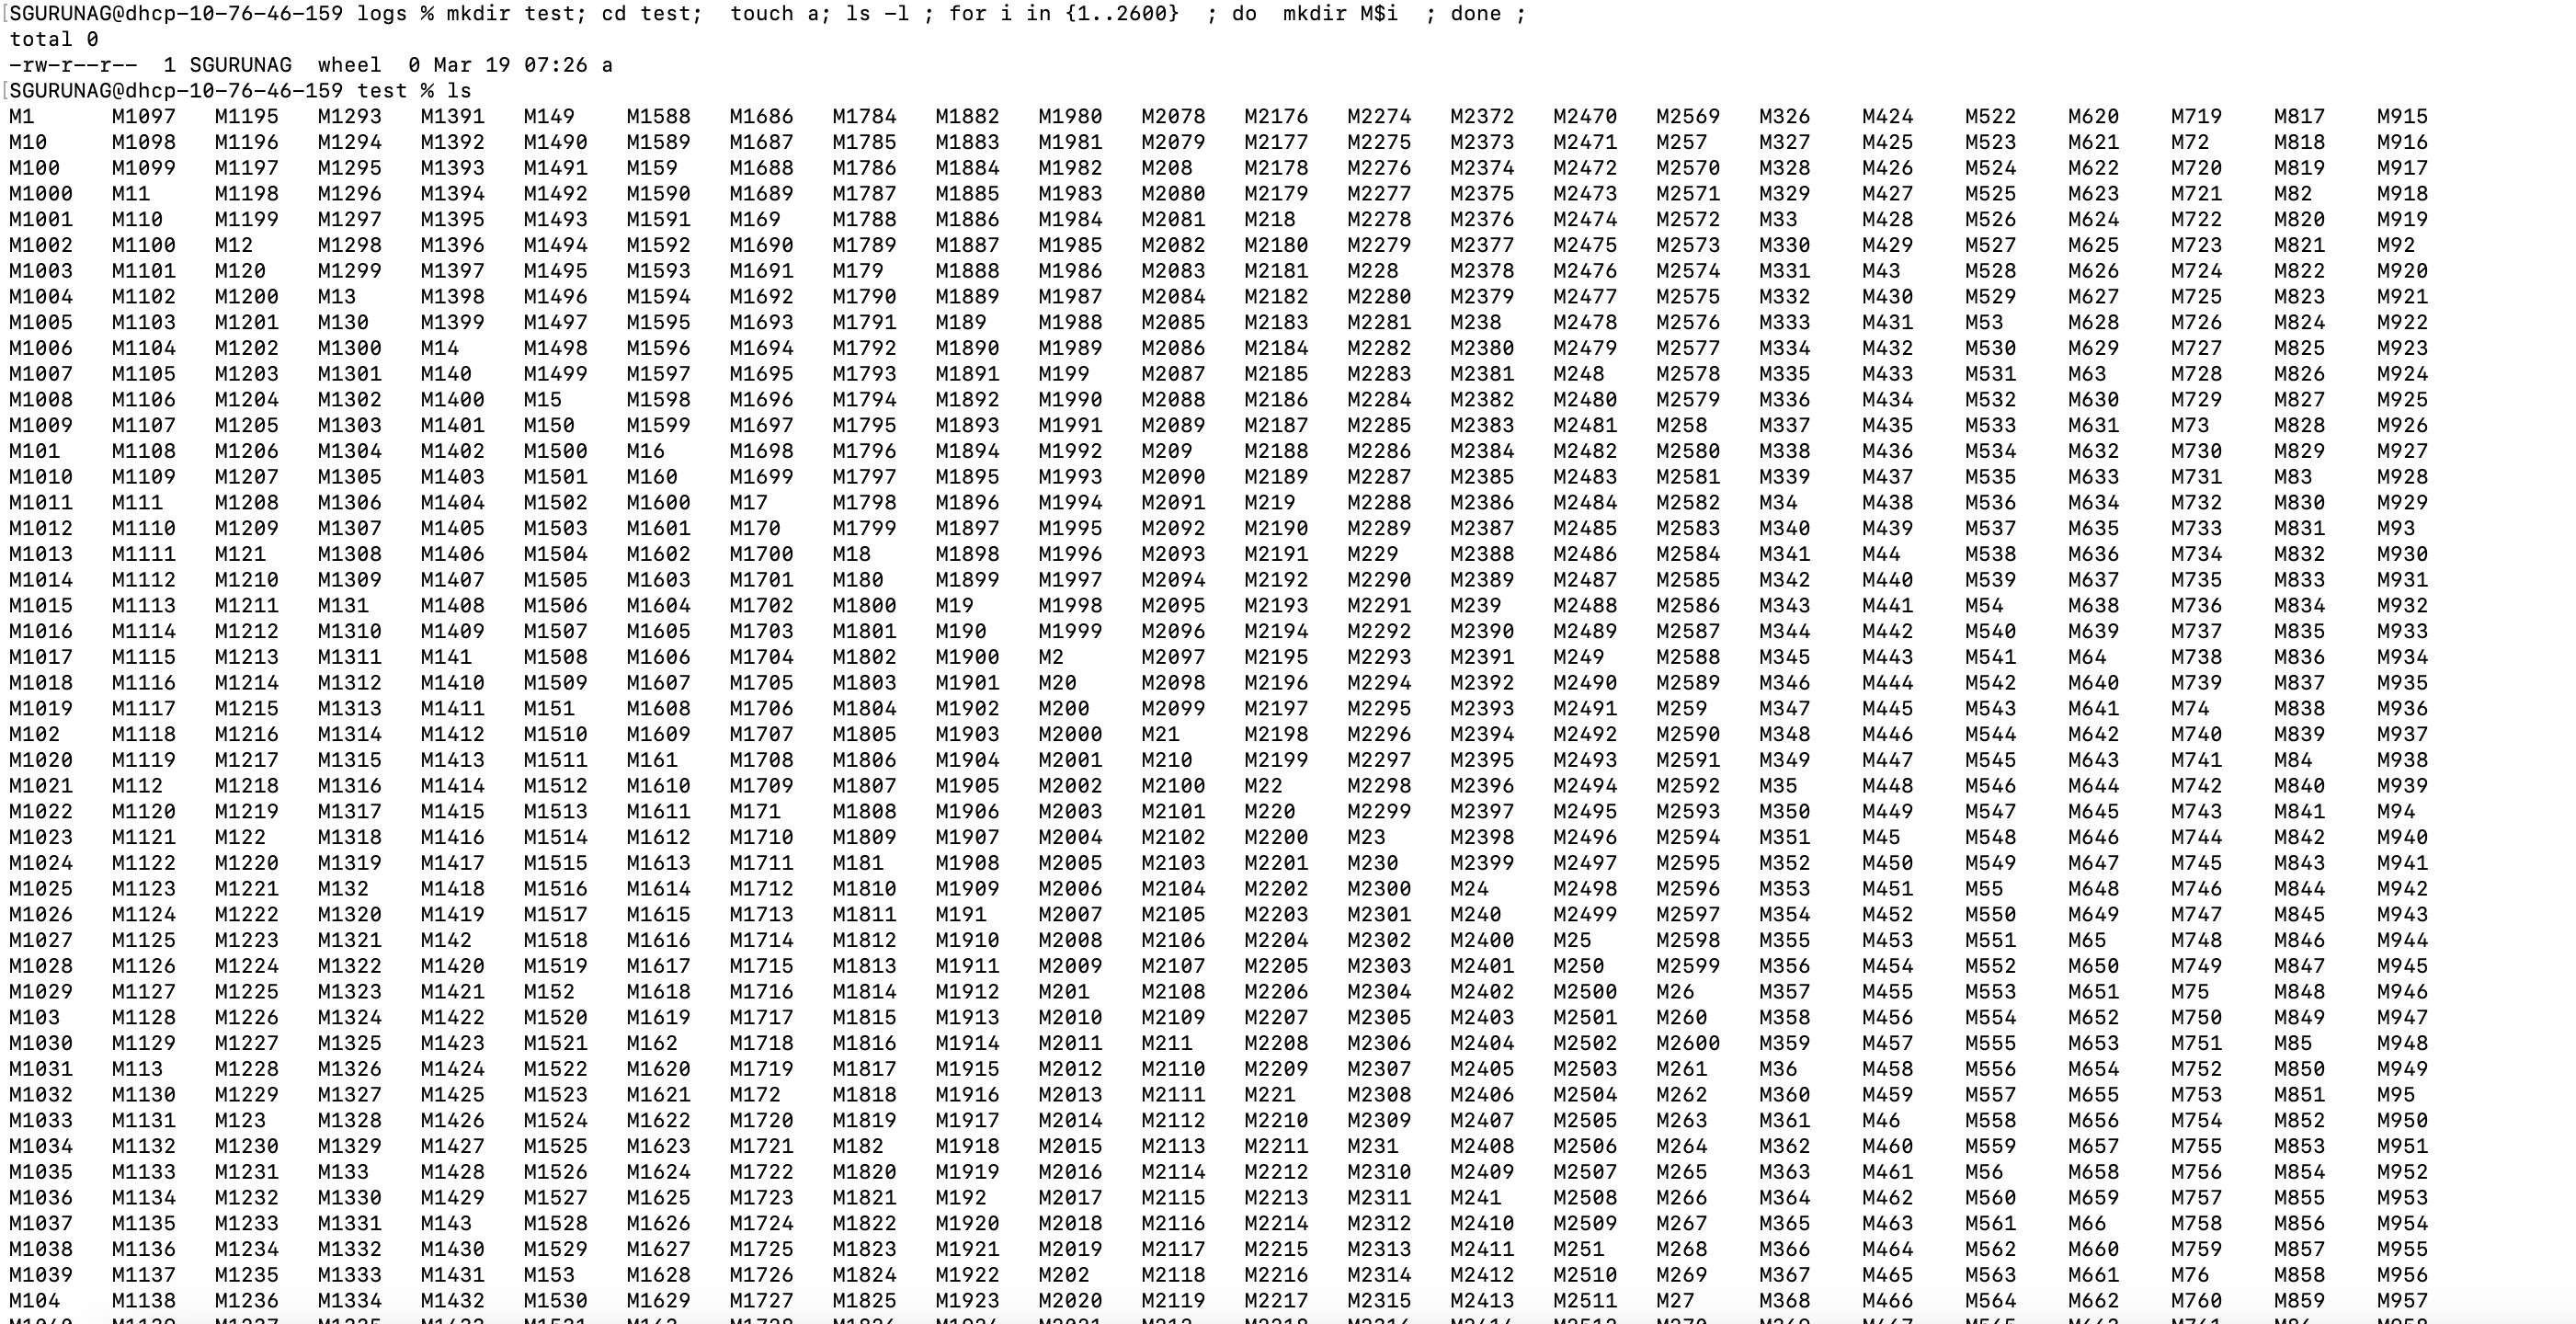 [SGURUNAG@dhcp-10-76-46-159 logs % mkdir test; cd test;  touch a; ls -l ; for i in {1..2600}  ; do  mkdir M$i  ; done ;
total 0
-rw-r--r--  1 SGURUNAG  wheel  0 Mar 19 07:26 a
[SGURUNAG@dhcp-10-76-46-159 test % ls
M1 M1097 M1195 M1293 M1391 M149 M1588 M1686 M1784 M1882 M1980 M2078 M2176 M2274 M2372 M2470 M2569 M326 M424 M522 M620 M719 M817 M915
M10 M1098 M1196 M1294 M1392 M1490 M1589 M1687 M1785 M1883 M1981 M2079 M2177 M2275 M2373 M2471 M257 M327 M425 M523 M621 M72 M818 M916
M100 M1099 M1197 M1295 M1393 M1491 M159 M1688 M1786 M1884 M1982 M208 M2178 M2276 M2374 M2472 M2570 M328 M426 M524 M622 M720 M819 M917
M1000 M11 M1198 M1296 M1394 M1492 M1590 M1689 M1787 M1885 M1983 M2080 M2179 M2277 M2375 M2473 M2571 M329 M427 M525 M623 M721 M82 M918
M1001 M110 M1199 M1297 M1395 M1493 M1591 M169 M1788 M1886 M1984 M2081 M218 M2278 M2376 M2474 M2572 M33 M428 M526 M624 M722 M820 M919
M1002 M1100 M12 M1298 M1396 M1494 M1592 M1690 M1789 M1887 M1985 M2082 M2180 M2279 M2377 M2475 M2573 M330 M429 M527 M625 M723 M821 M92
M1003 M1101 M120 M1299 M1397 M1495 M1593 M1691 M179 M1888 M1986 M2083 M2181 M228 M2378 M2476 M2574 M331 M43 M528 M626 M724 M822 M920
M1004 M1102 M1200 M13 M1398 M1496 M1594 M1692 M1790 M1889 M1987 M2084 M2182 M2280 M2379 M2477 M2575 M332 M430 M529 M627 M725 M823 M921
M1005 M1103 M1201 M130 M1399 M1497 M1595 M1693 M1791 M189 M1988 M2085 M2183 M2281 M238 M2478 M2576 M333 M431 M53 M628 M726 M824 M922
M1006 M1104 M1202 M1300 M14 M1498 M1596 M1694 M1792 M1890 M1989 M2086 M2184 M2282 M2380 M2479 M2577 M334 M432 M530 M629 M727 M825 M923
M1007 M1105 M1203 M1301 M140 M1499 M1597 M1695 M1793 M1891 M199 M2087 M2185 M2283 M2381 M248 M2578 M335 M433 M531 M63 M728 M826 M924
M1008 M1106 M1204 M1302 M1400 M15 M1598 M1696 M1794 M1892 M1990 M2088 M2186 M2284 M2382 M2480 M2579 M336 M434 M532 M630 M729 M827 M925
M1009 M1107 M1205 M1303 M1401 M150 M1599 M1697 M1795 M1893 M1991 M2089 M2187 M2285 M2383 M2481 M258 M337 M435 M533 M631 M73 M828 M926
M101 M1108 M1206 M1304 M1402 M1500 M16 M1698 M1796 M1894 M1992 M209 M2188 M2286 M2384 M2482 M2580 M338 M436 M534 M632 M730 M829 M927
M1010 M1109 M1207 M1305 M1403 M1501 M160 M1699 M1797 M1895 M1993 M2090 M2189 M2287 M2385 M2483 M2581 M339 M437 M535 M633 M731 M83 M928
M1011 M111 M1208 M1306 M1404 M1502 M1600 M17 M1798 M1896 M1994 M2091 M219 M2288 M2386 M2484 M2582 M34 M438 M536 M634 M732 M830 M929
M1012 M1110 M1209 M1307 M1405 M1503 M1601 M170 M1799 M1897 M1995 M2092 M2190 M2289 M2387 M2485 M2583 M340 M439 M537 M635 M733 M831 M93
M1013 M1111 M121 M1308 M1406 M1504 M1602 M1700 M18 M1898 M1996 M2093 M2191 M229 M2388 M2486 M2584 M341 M44 M538 M636 M734 M832 M930
M1014 M1112 M1210 M1309 M1407 M1505 M1603 M1701 M180 M1899 M1997 M2094 M2192 M2290 M2389 M2487 M2585 M342 M440 M539 M637 M735 M833 M931
M1015 M1113 M1211 M131 M1408 M1506 M1604 M1702 M1800 M19 M1998 M2095 M2193 M2291 M239 M2488 M2586 M343 M441 M54 M638 M736 M834 M932
M1016 M1114 M1212 M1310 M1409 M1507 M1605 M1703 M1801 M190 M1999 M2096 M2194 M2292 M2390 M2489 M2587 M344 M442 M540 M639 M737 M835 M933
M1017 M1115 M1213 M1311 M141 M1508 M1606 M1704 M1802 M1900 M2 M2097 M2195 M2293 M2391 M249 M2588 M345 M443 M541 M64 M738 M836 M934
M1018 M1116 M1214 M1312 M1410 M1509 M1607 M1705 M1803 M1901 M20 M2098 M2196 M2294 M2392 M2490 M2589 M346 M444 M542 M640 M739 M837 M935
M1019 M1117 M1215 M1313 M1411 M151 M1608 M1706 M1804 M1902 M200 M2099 M2197 M2295 M2393 M2491 M259 M347 M445 M543 M641 M74 M838 M936
M102 M1118 M1216 M1314 M1412 M1510 M1609 M1707 M1805 M1903 M2000 M21 M2198 M2296 M2394 M2492 M2590 M348 M446 M544 M642 M740 M839 M937
M1020 M1119 M1217 M1315 M1413 M1511 M161 M1708 M1806 M1904 M2001 M210 M2199 M2297 M2395 M2493 M2591 M349 M447 M545 M643 M741 M84 M938
M1021 M112 M1218 M1316 M1414 M1512 M1610 M1709 M1807 M1905 M2002 M2100 M22 M2298 M2396 M2494 M2592 M35 M448 M546 M644 M742 M840 M939
M1022 M1120 M1219 M1317 M1415 M1513 M1611 M171 M1808 M1906 M2003 M2101 M220 M2299 M2397 M2495 M2593 M350 M449 M547 M645 M743 M841 M94
M1023 M1121 M122 M1318 M1416 M1514 M1612 M1710 M1809 M1907 M2004 M2102 M2200 M23 M2398 M2496 M2594 M351 M45 M548 M646 M744 M842 M940
M1024 M1122 M1220 M1319 M1417 M1515 M1613 M1711 M181 M1908 M2005 M2103 M2201 M230 M2399 M2497 M2595 M352 M450 M549 M647 M745 M843 M941
M1025 M1123 M1221 M132 M1418 M1516 M1614 M1712 M1810 M1909 M2006 M2104 M2202 M2300 M24 M2498 M2596 M353 M451 M55 M648 M746 M844 M942
M1026 M1124 M1222 M1320 M1419 M1517 M1615 M1713 M1811 M191 M2007 M2105 M2203 M2301 M240 M2499 M2597 M354 M452 M550 M649 M747 M845 M943
M1027 M1125 M1223 M1321 M142 M1518 M1616 M1714 M1812 M1910 M2008 M2106 M2204 M2302 M2400 M25 M2598 M355 M453 M551 M65 M748 M846 M944
M1028 M1126 M1224 M1322 M1420 M1519 M1617 M1715 M1813 M1911 M2009 M2107 M2205 M2303 M2401 M250 M2599 M356 M454 M552 M650 M749 M847 M945
M1029 M1127 M1225 M1323 M1421 M152 M1618 M1716 M1814 M1912 M201 M2108 M2206 M2304 M2402 M2500 M26 M357 M455 M553 M651 M75 M848 M946
M103 M1128 M1226 M1324 M1422 M1520 M1619 M1717 M1815 M1913 M2010 M2109 M2207 M2305 M2403 M2501 M260 M358 M456 M554 M652 M750 M849 M947
M1030 M1129 M1227 M1325 M1423 M1521 M162 M1718 M1816 M1914 M2011 M211 M2208 M2306 M2404 M2502 M2600 M359 M457 M555 M653 M751 M85 M948
M1031 M113 M1228 M1326 M1424 M1522 M1620 M1719 M1817 M1915 M2012 M2110 M2209 M2307 M2405 M2503 M261 M36 M458 M556 M654 M752 M850 M949
M1032 M1130 M1229 M1327 M1425 M1523 M1621 M172 M1818 M1916 M2013 M2111 M221 M2308 M2406 M2504 M262 M360 M459 M557 M655 M753 M851 M95
M1033 M1131 M123 M1328 M1426 M1524 M1622 M1720 M1819 M1917 M2014 M2112 M2210 M2309 M2407 M2505 M263 M361 M46 M558 M656 M754 M852 M950
M1034 M1132 M1230 M1329 M1427 M1525 M1623 M1721 M182 M1918 M2015 M2113 M2211 M231 M2408 M2506 M264 M362 M460 M559 M657 M755 M853 M951
M1035 M1133 M1231 M133 M1428 M1526 M1624 M1722 M1820 M1919 M2016 M2114 M2212 M2310 M2409 M2507 M265 M363 M461 M56 M658 M756 M854 M952
M1036 M1134 M1232 M1330 M1429 M1527 M1625 M1723 M1821 M192 M2017 M2115 M2213 M2311 M241 M2508 M266 M364 M462 M560 M659 M757 M855 M953
M1037 M1135 M1233 M1331 M143 M1528 M1626 M1724 M1822 M1920 M2018 M2116 M2214 M2312 M2410 M2509 M267 M365 M463 M561 M66 M758 M856 M954
M1038 M1136 M1234 M1332 M1430 M1529 M1627 M1725 M1823 M1921 M2019 M2117 M2215 M2313 M2411 M251 M268 M366 M464 M562 M660 M759 M857 M955
M1039 M1137 M1235 M1333 M1431 M153 M1628 M1726 M1824 M1922 M202 M2118 M2216 M2314 M2412 M2510 M269 M367 M465 M563 M661 M76 M858 M956
M104 M1138 M1236 M1334 M1432 M1530 M1629 M1727 M1825 M1923 M2020 M2119 M2217 M2315 M2413 M2511 M27 M368 M466 M564 M662 M760 M859 M957